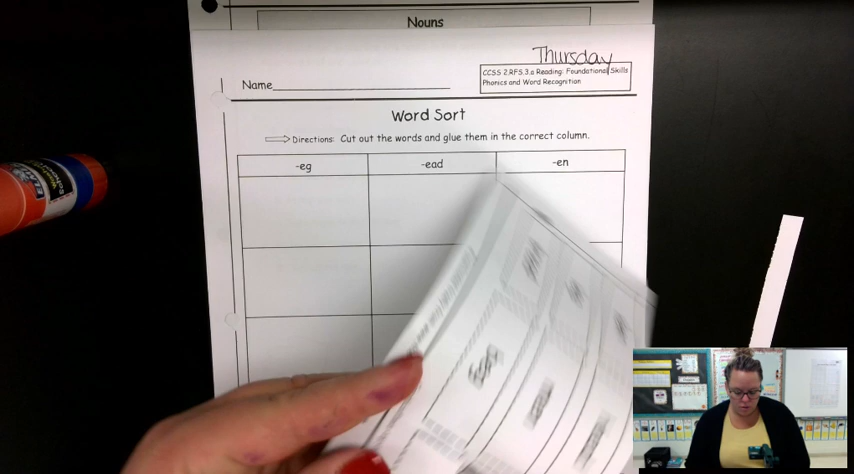 Nouns
Thursday
CCSS 2.RFS.3.a Reading: Foundational Skills
Phonics and Word Recognition
Name
Word Sort
Directions: Cut out the words and glue them in the correct column.
-eg -ead -en